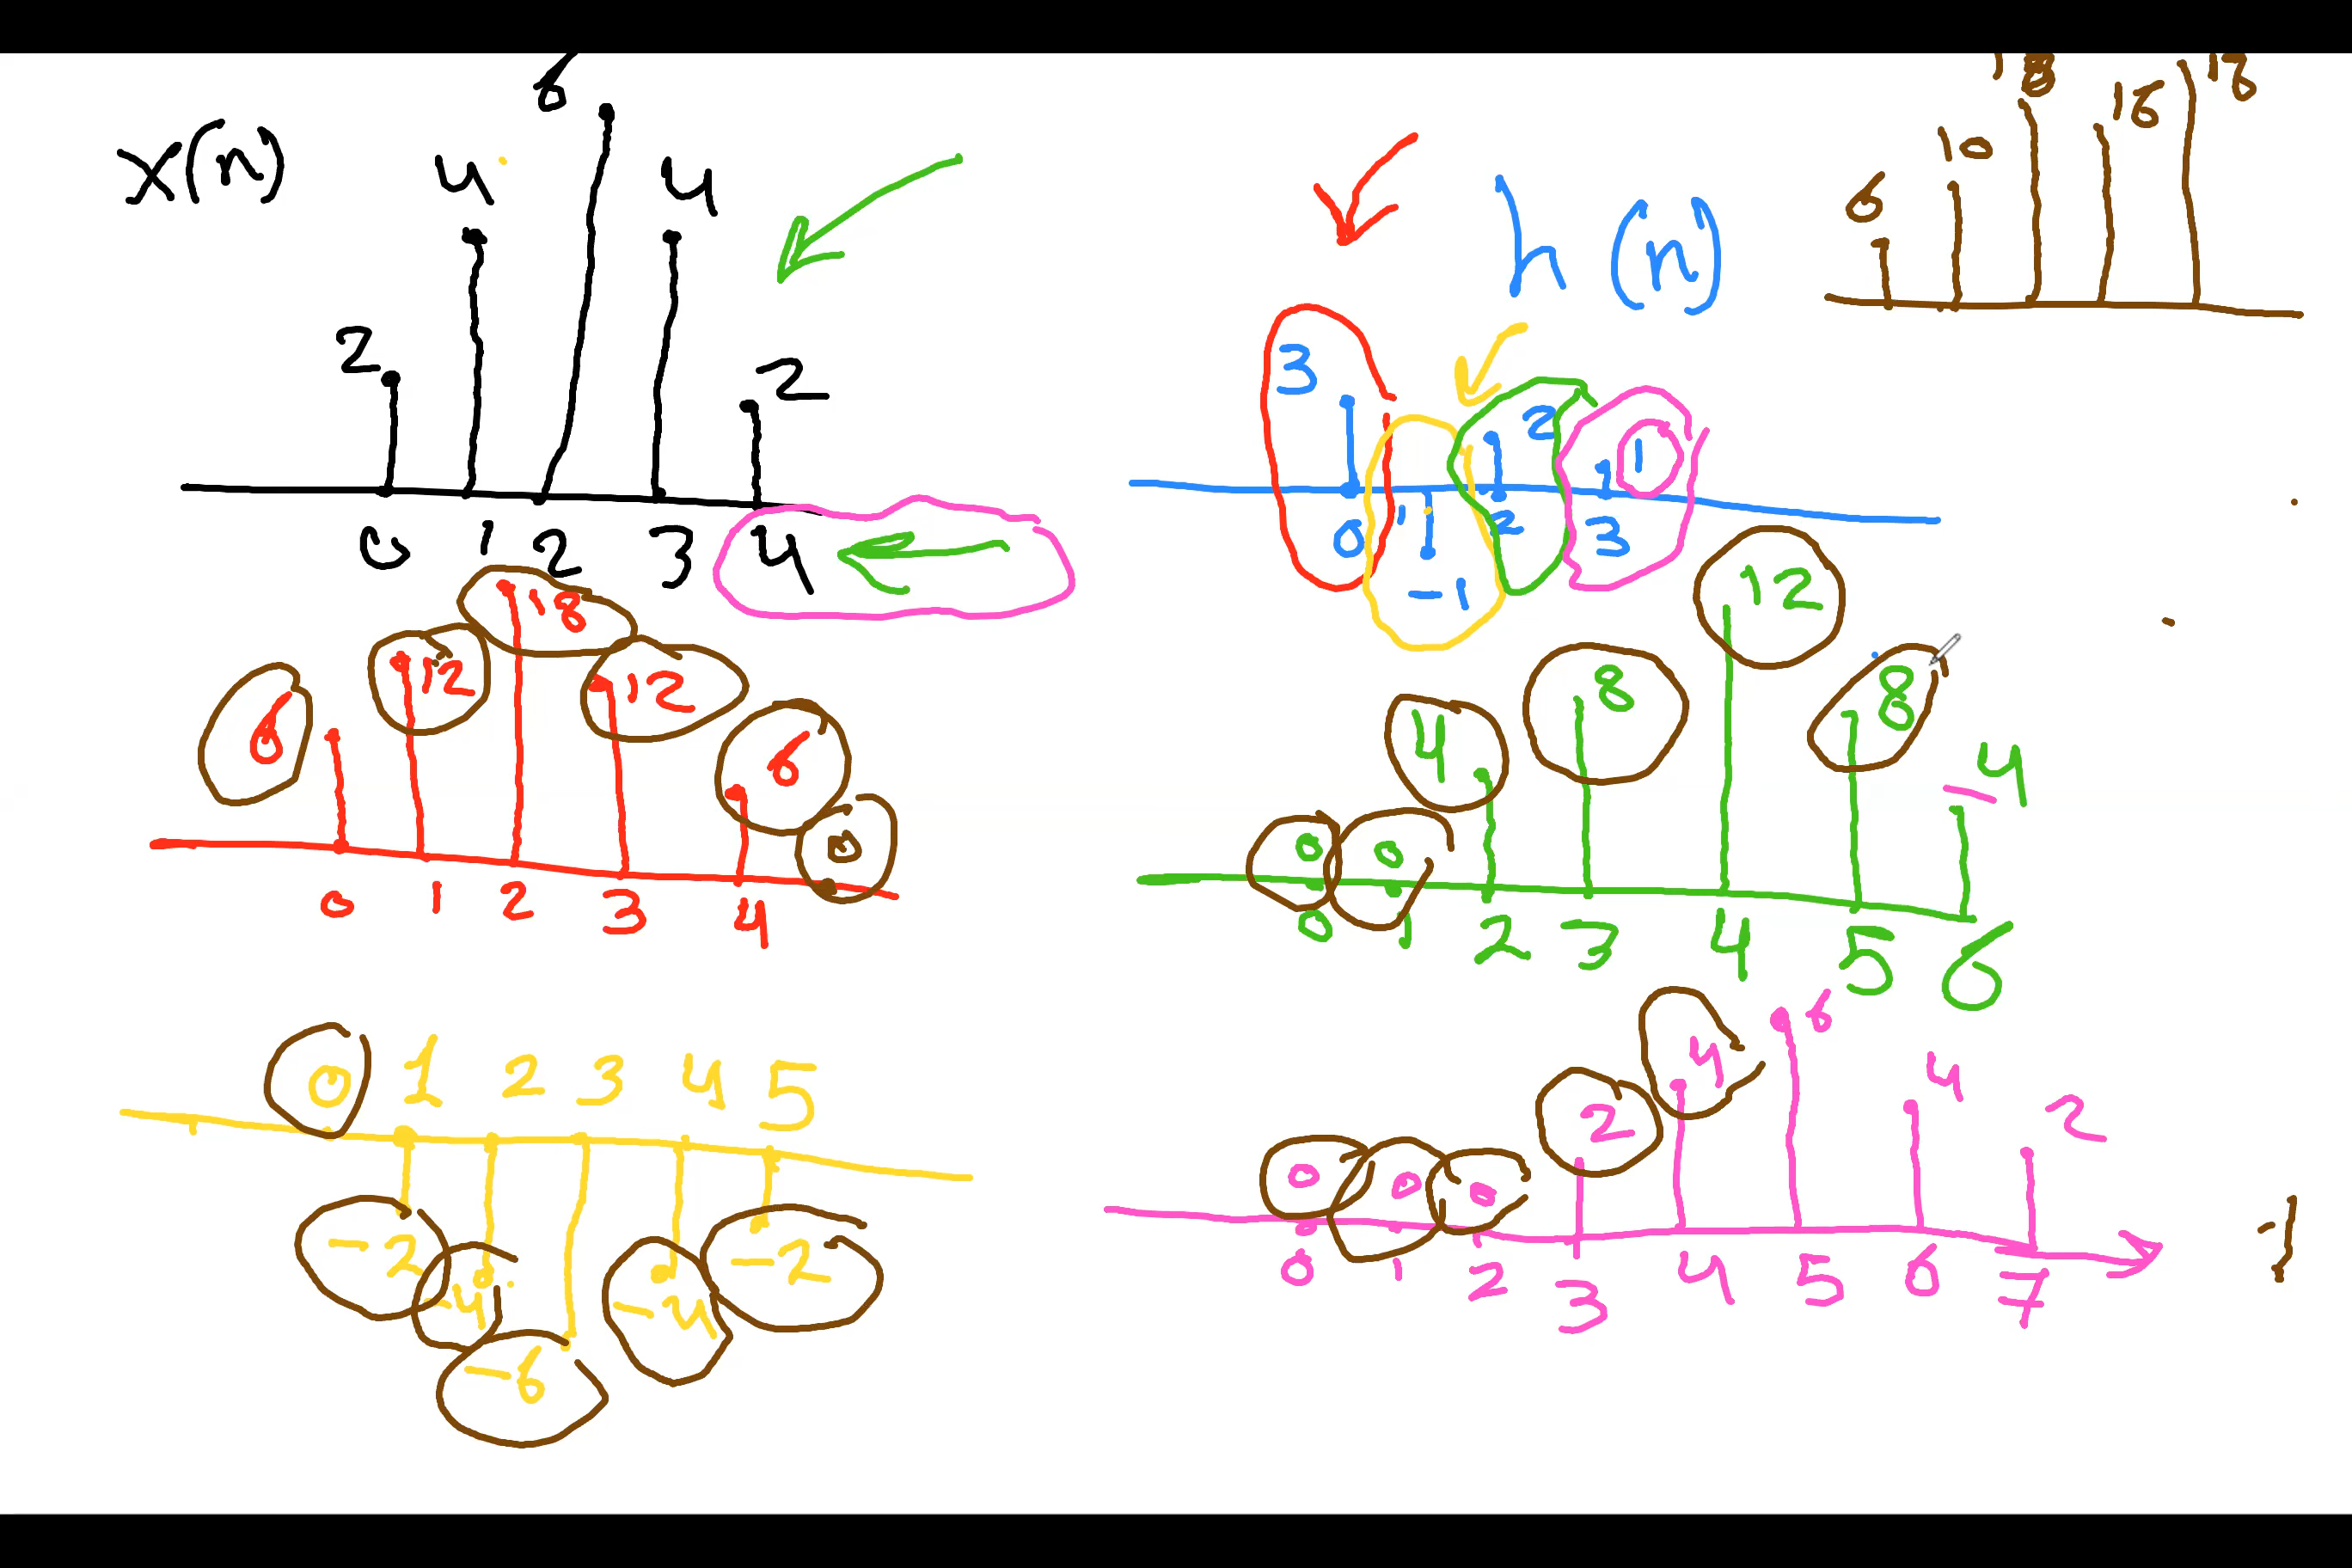 x(n)
2 4 6 4 2
0 1 2 3 4
h(n)
3 -1 2 1
0 1 2 3
6 10 18 16 18
6 12 18 12 6 0
0 1 2 3 4
0 0 4 8 12 8 4
0 1 2 3 4 5 6
0 1 2 3 4 5
-2 -4 -6 -4 -2
0 0 0 2 4 6 4 2
0 1 2 3 4 5 6 7